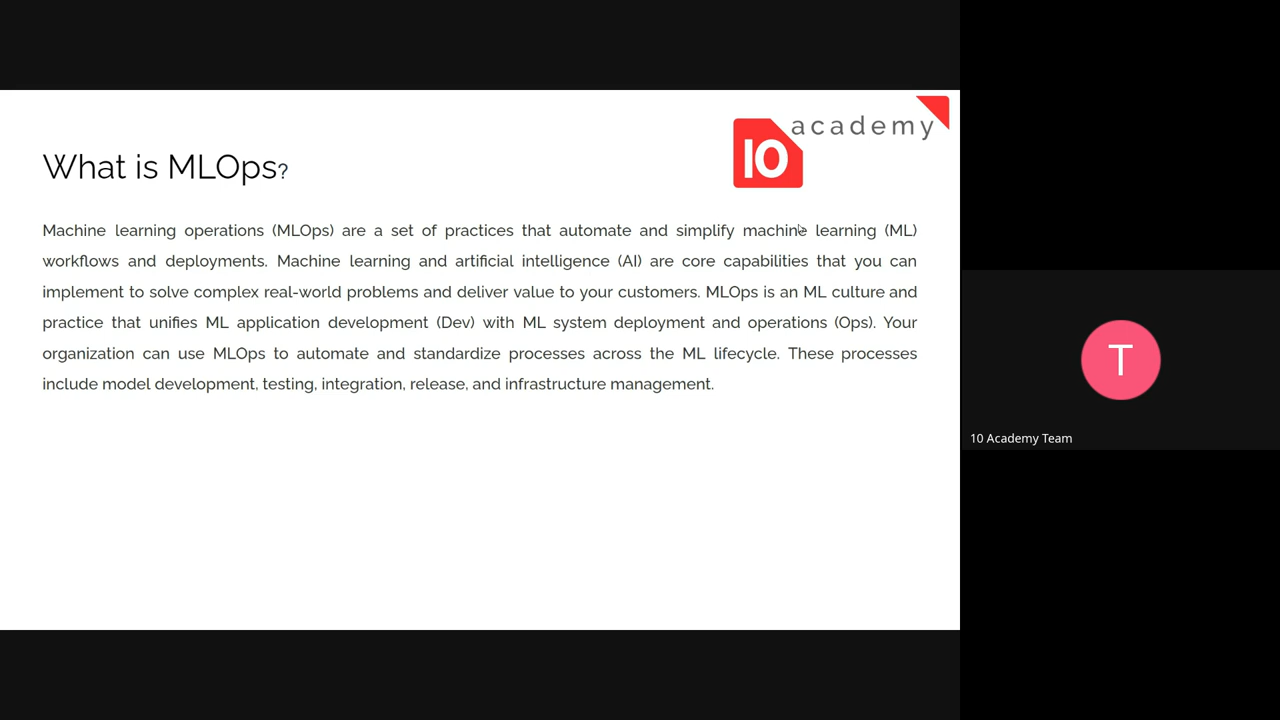 10 academy
What is MLOps?
Machine learning operations (MLOps) are a set of practices that automate and simplify machine learning (ML)
workflows and deployments. Machine learning and artificial intelligence (AI) are core capabilities that you can
implement to solve complex real-world problems and deliver value to your customers. MLOps is an ML culture and
practice that unifies ML application development (Dev) with ML system deployment and operations (Ops). Your
organization can use MLOps to automate and standardize processes across the ML lifecycle. These processes
include model development, testing, integration, release, and infrastructure management.
T
10 Academy Team